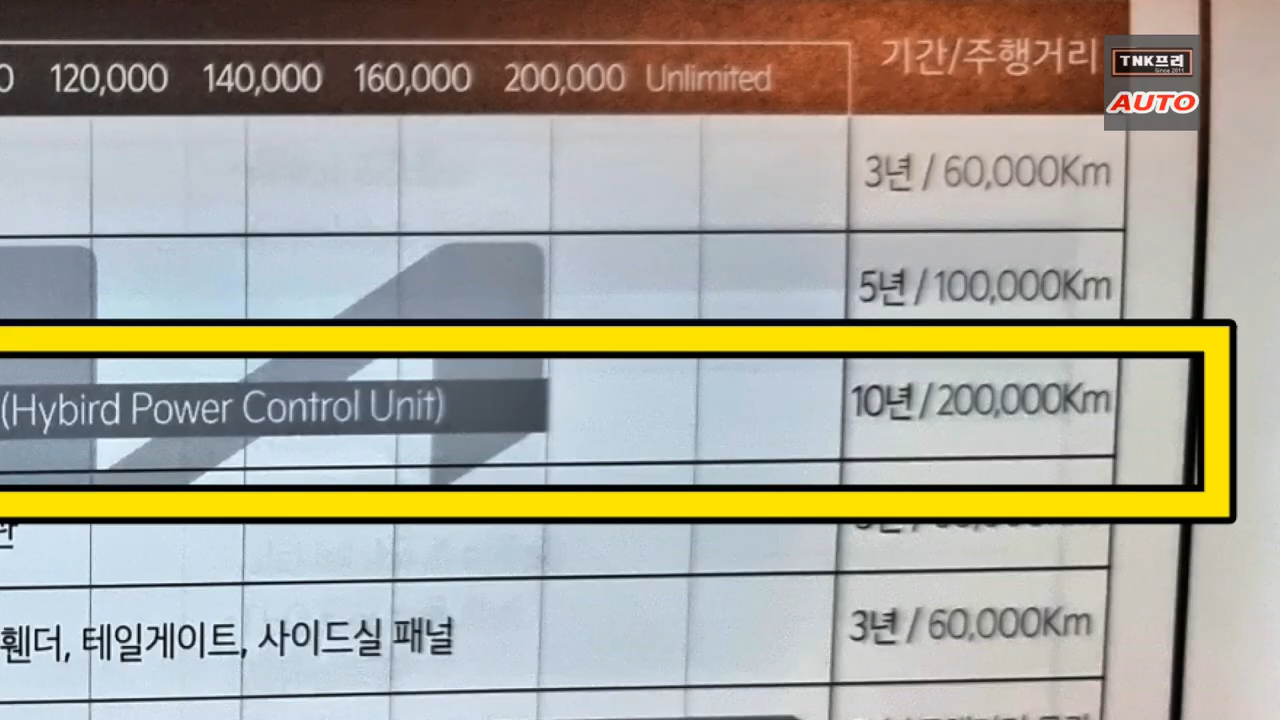 0 120,000 140,000 160,000 200,000 Unlimited 기간/주행거리
TNK프리
Since 2011
AUTO
3년 / 60,000Km
5년 / 100,000Km
(Hybird Power Control Unit) 10년 / 200,000Km
휀더, 테일게이트, 사이드실 패널 3년 / 60,000Km